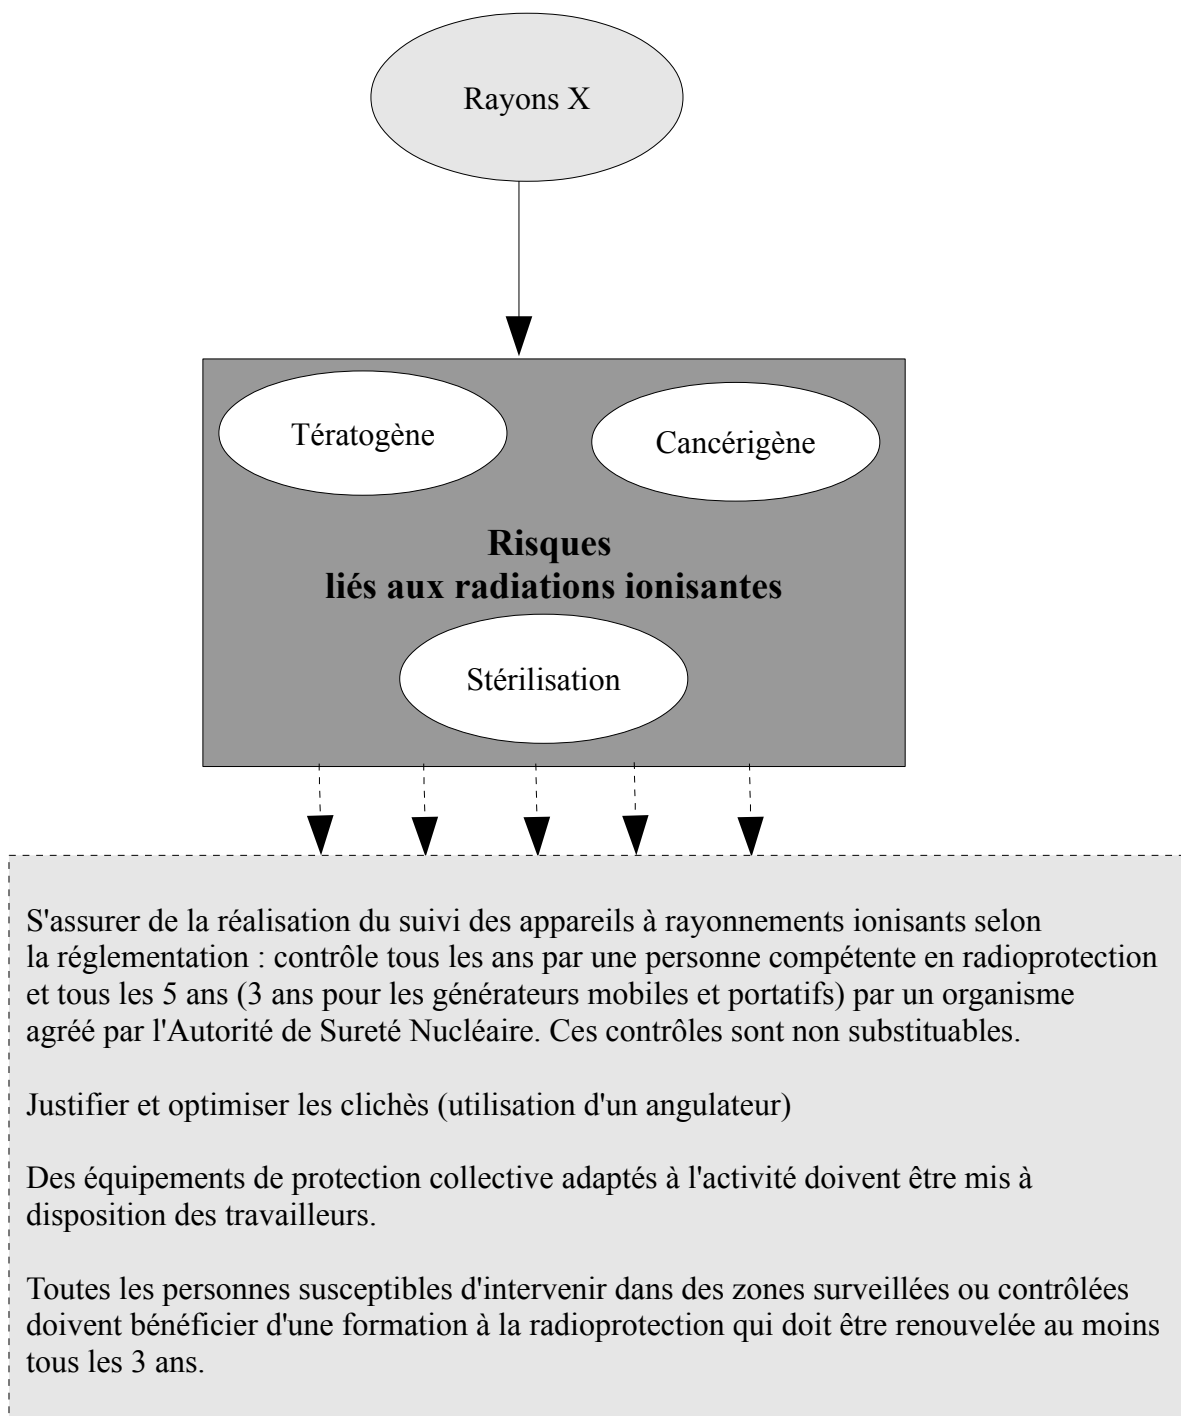 Rayons X
Tératogène
Cancérigène
Risques
liés aux radiations ionisantes
Stérilisation
S'assurer de la réalisation du suivi des appareils à rayonnements ionisants selon
la réglementation : contrôle tous les ans par une personne compétente en radioprotection
et tous les 5 ans (3 ans pour les générateurs mobiles et portatifs) par un organisme
agréé par l'Autorité de Sureté Nucléaire. Ces contrôles sont non substituables.
Justifier et optimiser les clichès (utilisation d'un angulateur)
Des équipements de protection collective adaptés à l'activité doivent être mis à
disposition des travailleurs.
Toutes les personnes susceptibles d'intervenir dans des zones surveillées ou contrôlées
doivent bénéficier d'une formation à la radioprotection qui doit être renouvelée au moins
tous les 3 ans.